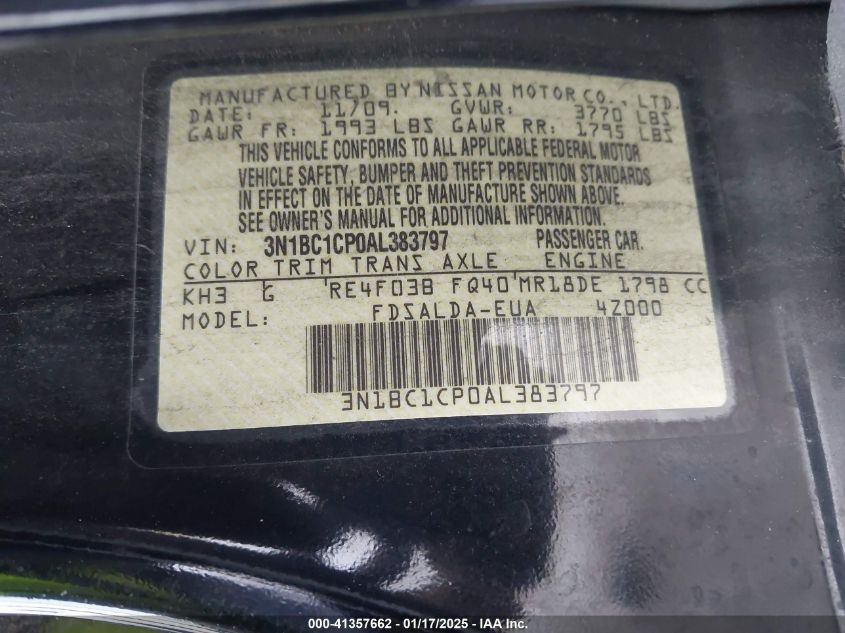 MANUFACTURED BY NISSAN MOTOR CO., LTD.
DATE: 11/09. GVWR: 3770 LBS
GAWR FR: 1993 LBS GAWR RR: 1795 LBS
THIS VEHICLE CONFORMS TO ALL APPLICABLE FEDERAL MOTOR
VEHICLE SAFETY, BUMPER AND THEFT PREVENTION STANDARDS
IN EFFECT ON THE DATE OF MANUFACTURE SHOWN ABOVE.
SEE OWNER'S MANUAL FOR ADDITIONAL INFORMATION.
VIN: 3N1BC1CP0AL383797 PASSENGER CAR.
COLOR TRIM TRANS AXLE ENGINE
KH3 G RE4F03B FQ40 MR18DE 1798 CC
MODEL: FDSALDA-EUA 4Z000
3N1BC1CP0AL383797
000-41357662 - 01/17/2025 - IAA Inc.